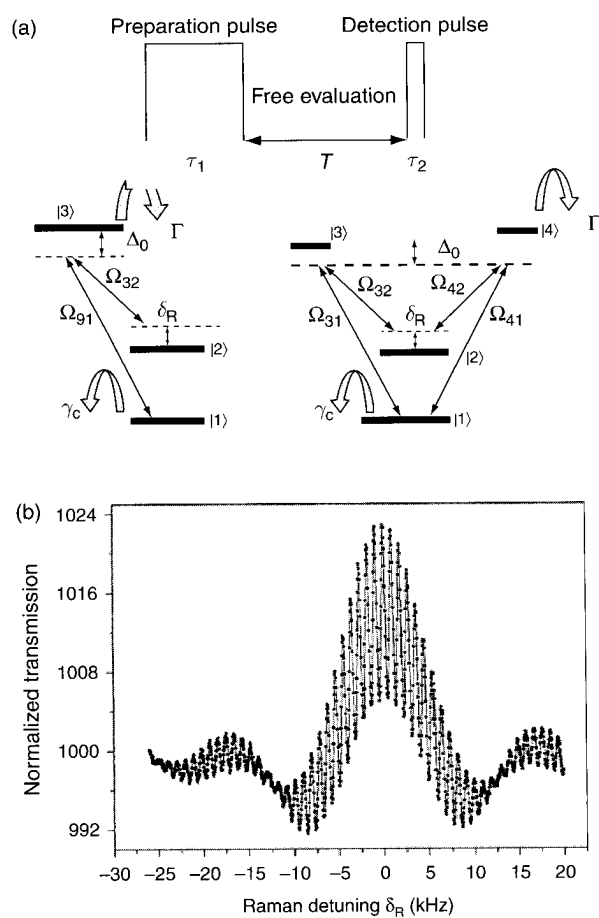 (a)
Preparation pulse
Detection pulse
Free evaluation
τ1
T
τ2
|3⟩
Γ
Δ0
Ω32
Ω91
δR
|2⟩
γc
|1⟩
|3⟩
|4⟩
Γ
Δ0
Ω32
Ω42
Ω31
δR
Ω41
|2⟩
γc
|1⟩
(b)
1024
1016
1008
1000
992
Normalized transmission
−30 −25 −20 −15 −10 −5 0 5 10 15 20
Raman detuning δR (kHz)